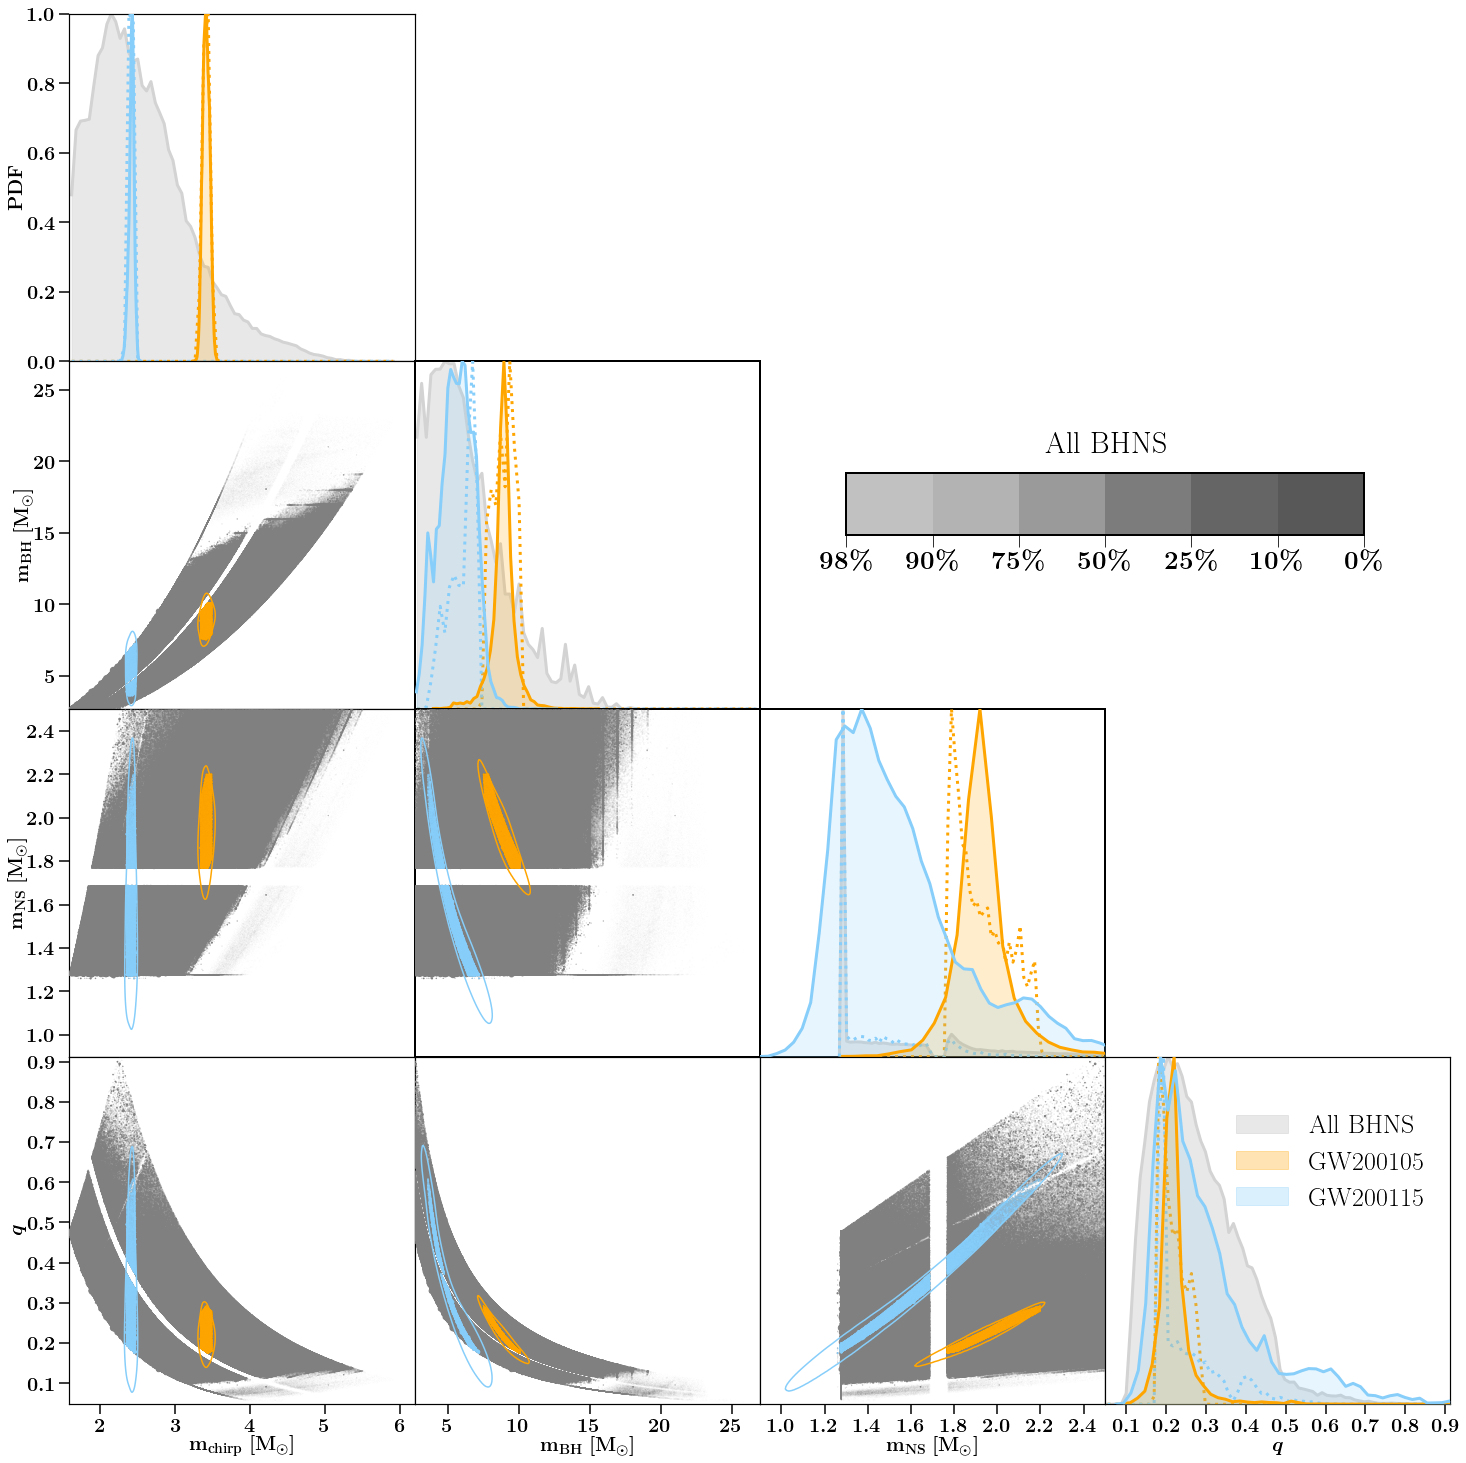 1.0
0.8
0.6
0.4
0.2
0.0
PDF
25
20
15
10
5
m_BH [M_⊙]
All BHNS
98% 90% 75% 50% 25% 10% 0%
2.4
2.2
2.0
1.8
1.6
1.4
1.2
1.0
m_NS [M_⊙]
0.9
0.8
0.7
0.6
0.5
0.4
0.3
0.2
0.1
q
All BHNS
GW200105
GW200115
2 3 4 5 6
m_chirp [M_⊙]
5 10 15 20 25
m_BH [M_⊙]
1.0 1.2 1.4 1.6 1.8 2.0 2.2 2.4
m_NS [M_⊙]
0.1 0.2 0.3 0.4 0.5 0.6 0.7 0.8 0.9
q